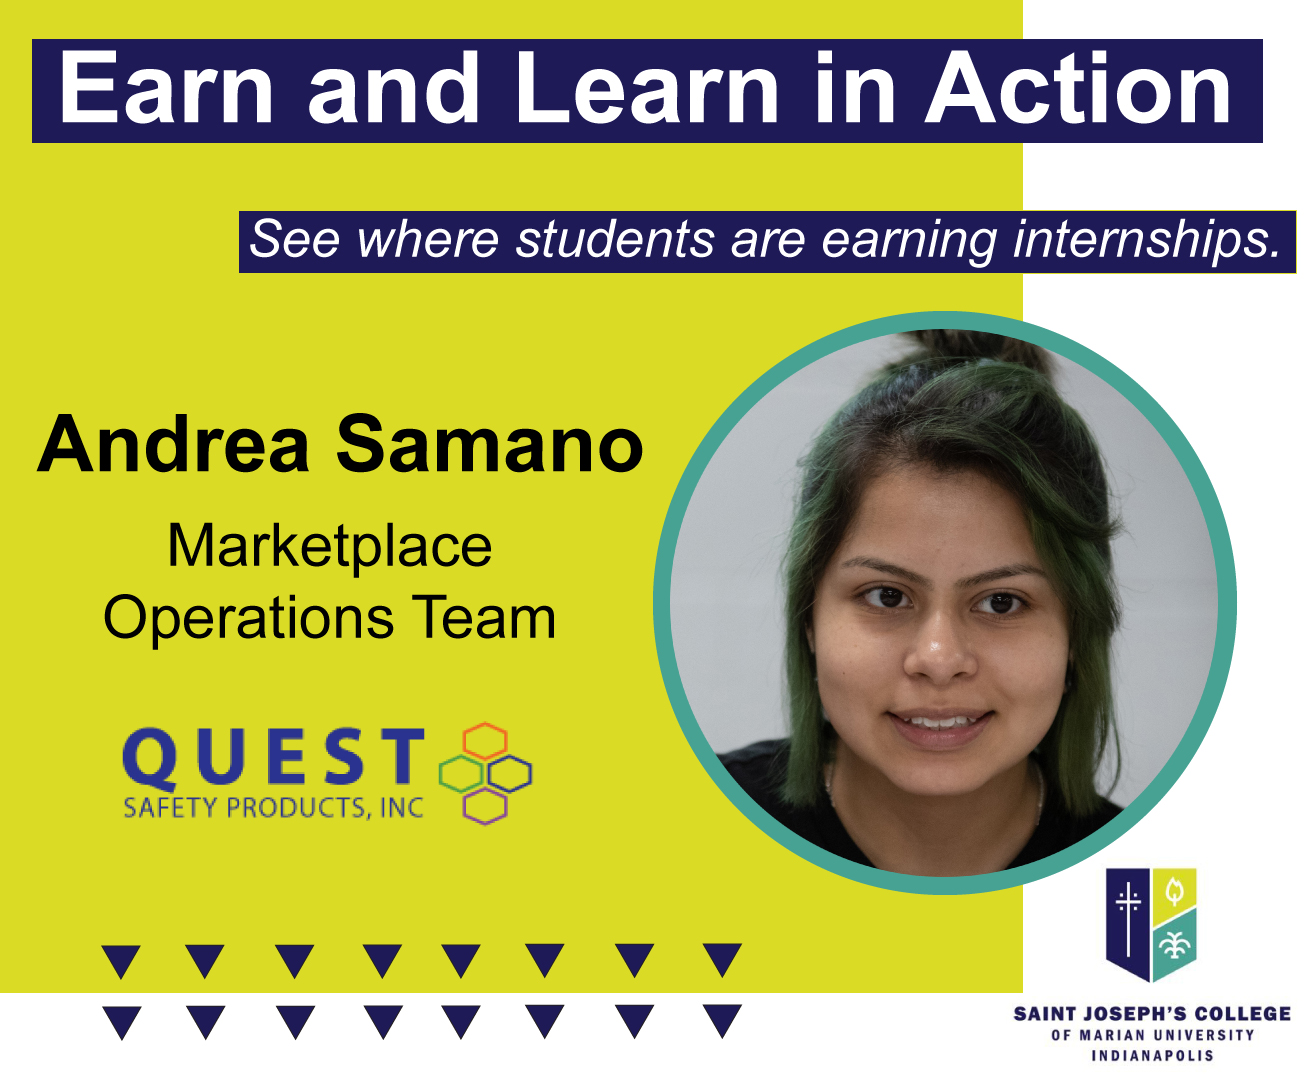 Earn and Learn in Action
See where students are earning internships.
Andrea Samano
Marketplace
Operations Team
QUEST
SAFETY PRODUCTS, INC
SAINT JOSEPH'S COLLEGE
OF MARIAN UNIVERSITY
INDIANAPOLIS